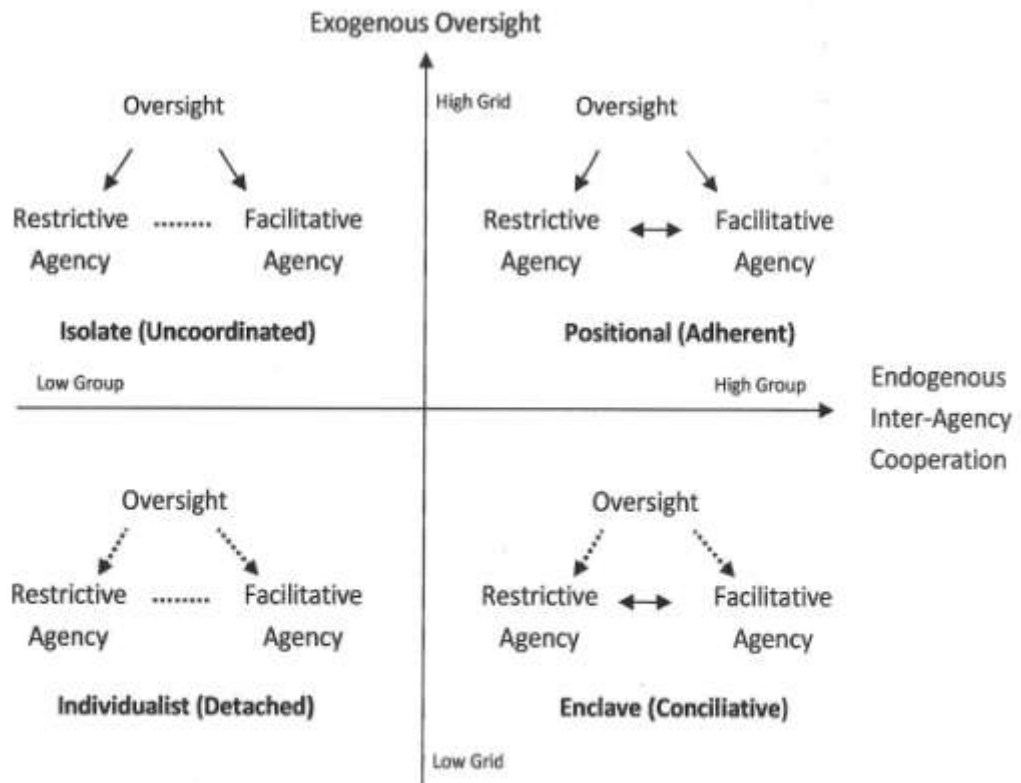 Exogenous Oversight
High Grid
Oversight
Restrictive ........ Facilitative
Agency Agency
Isolate (Uncoordinated)
Low Group
Oversight
Restrictive Facilitative
Agency Agency
Positional (Adherent)
High Group
Endogenous
Inter-Agency
Cooperation
Oversight
Restrictive ........ Facilitative
Agency Agency
Individualist (Detached)
Oversight
Restrictive Facilitative
Agency Agency
Enclave (Conciliative)
Low Grid